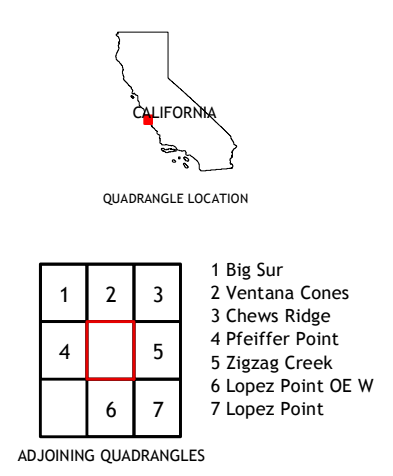 CALIFORNIA
QUADRANGLE LOCATION
1 2 3
4 5
6 7
1 Big Sur
2 Ventana Cones
3 Chews Ridge
4 Pfeiffer Point
5 Zigzag Creek
6 Lopez Point OE W
7 Lopez Point
ADJOINING QUADRANGLES